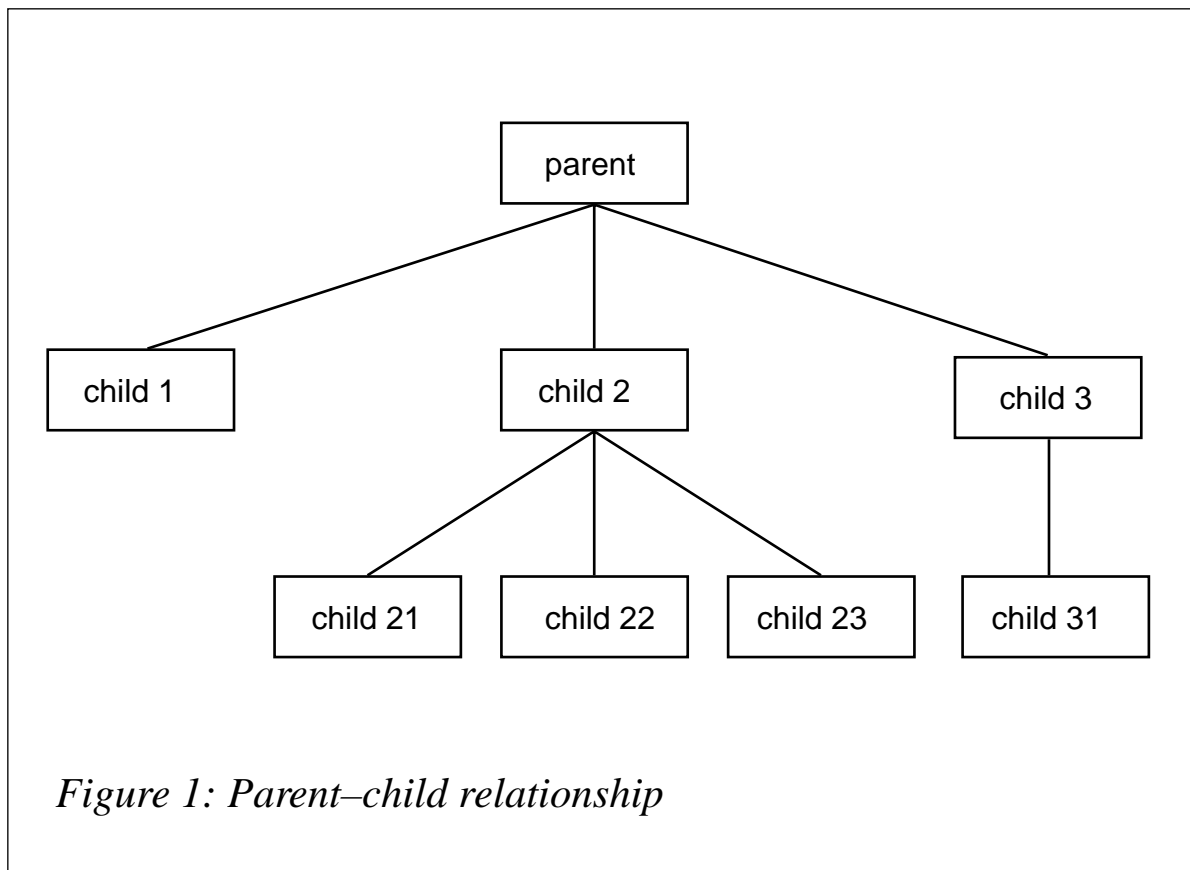 parent
child 1
child 2
child 3
child 21
child 22
child 23
child 31
Figure 1: Parent–child relationship